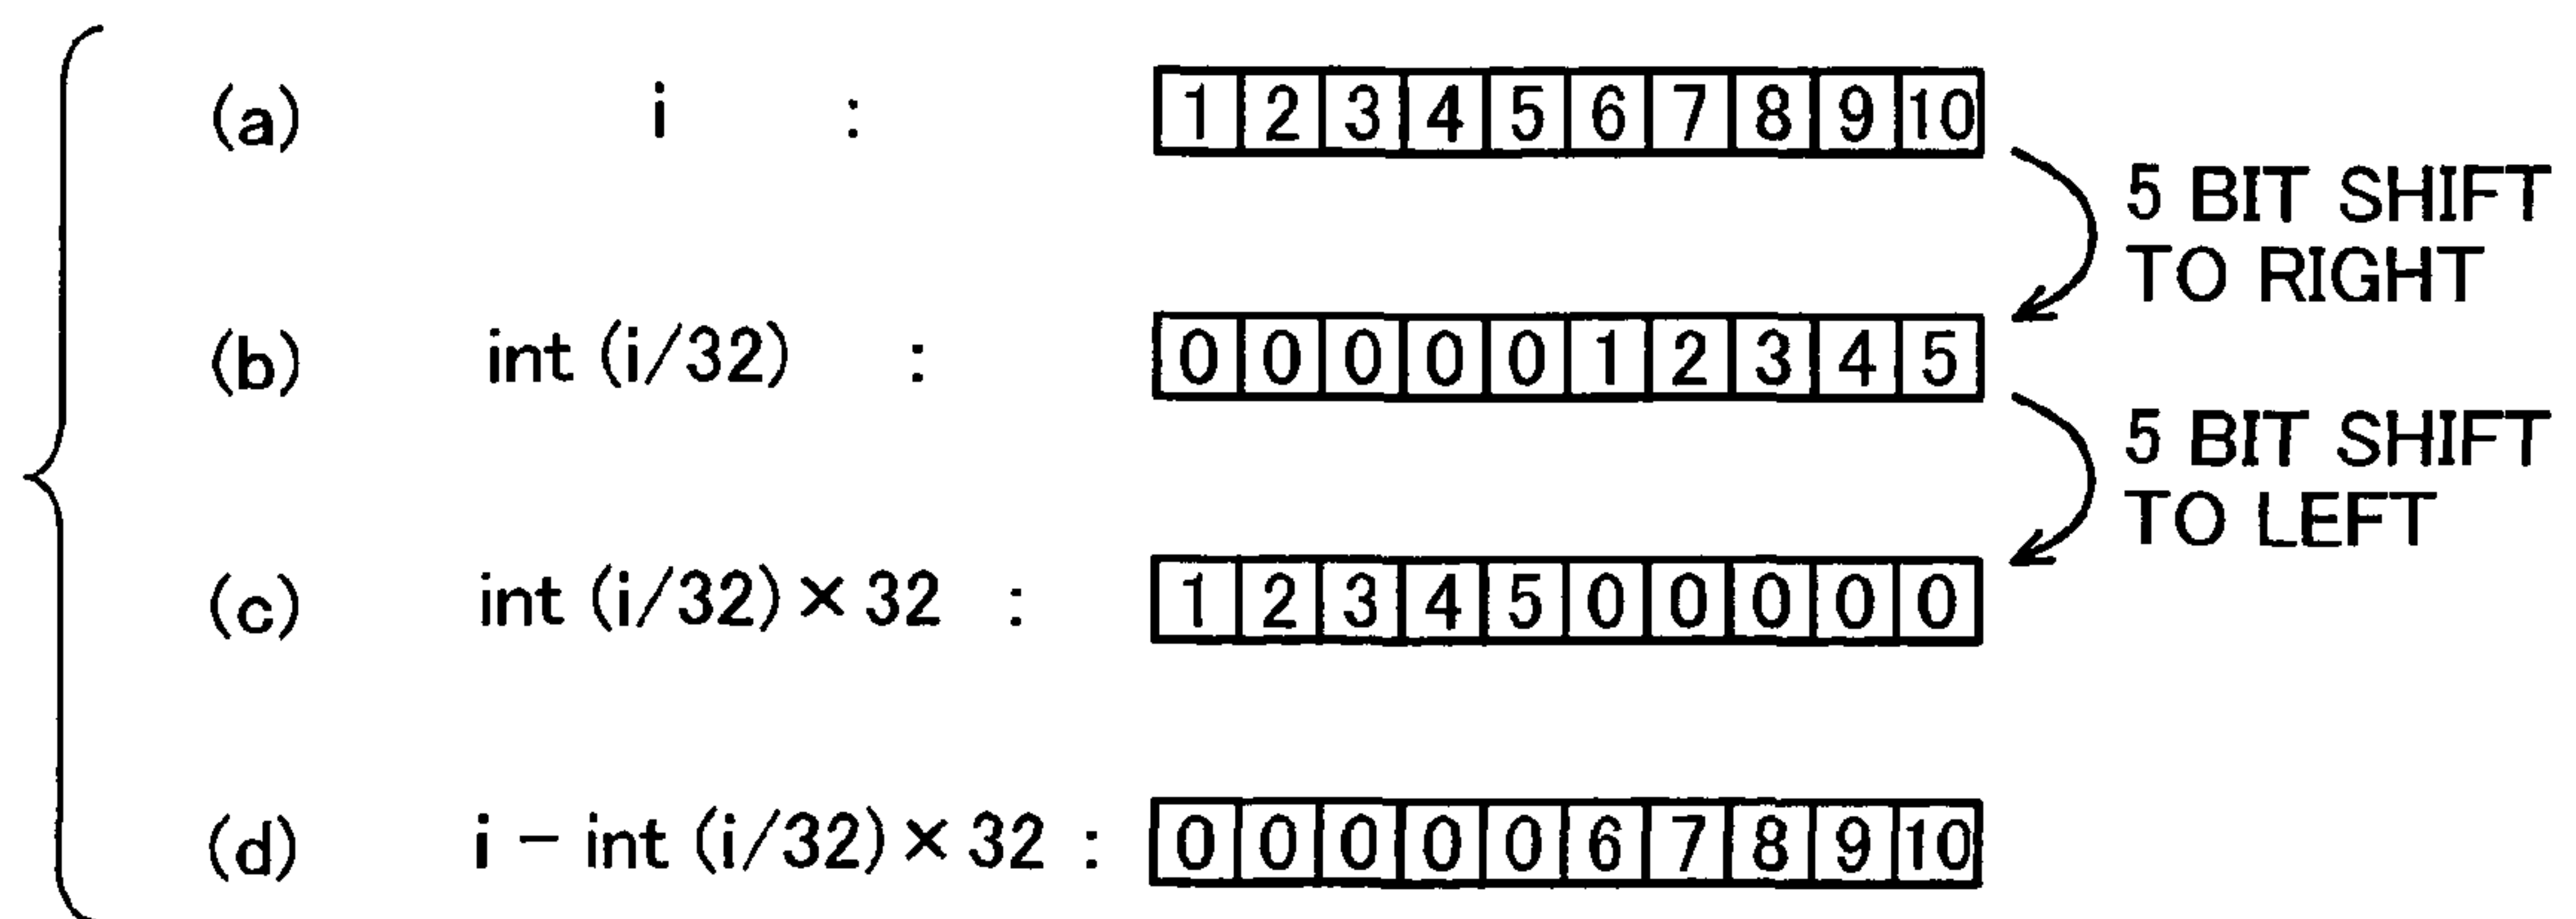 (a) i : 1 2 3 4 5 6 7 8 9 10
5 BIT SHIFT
TO RIGHT
(b) int (i/32) : 0 0 0 0 0 1 2 3 4 5
5 BIT SHIFT
TO LEFT
(c) int (i/32) × 32 : 1 2 3 4 5 0 0 0 0 0
(d) i − int (i/32) × 32 : 0 0 0 0 0 6 7 8 9 10